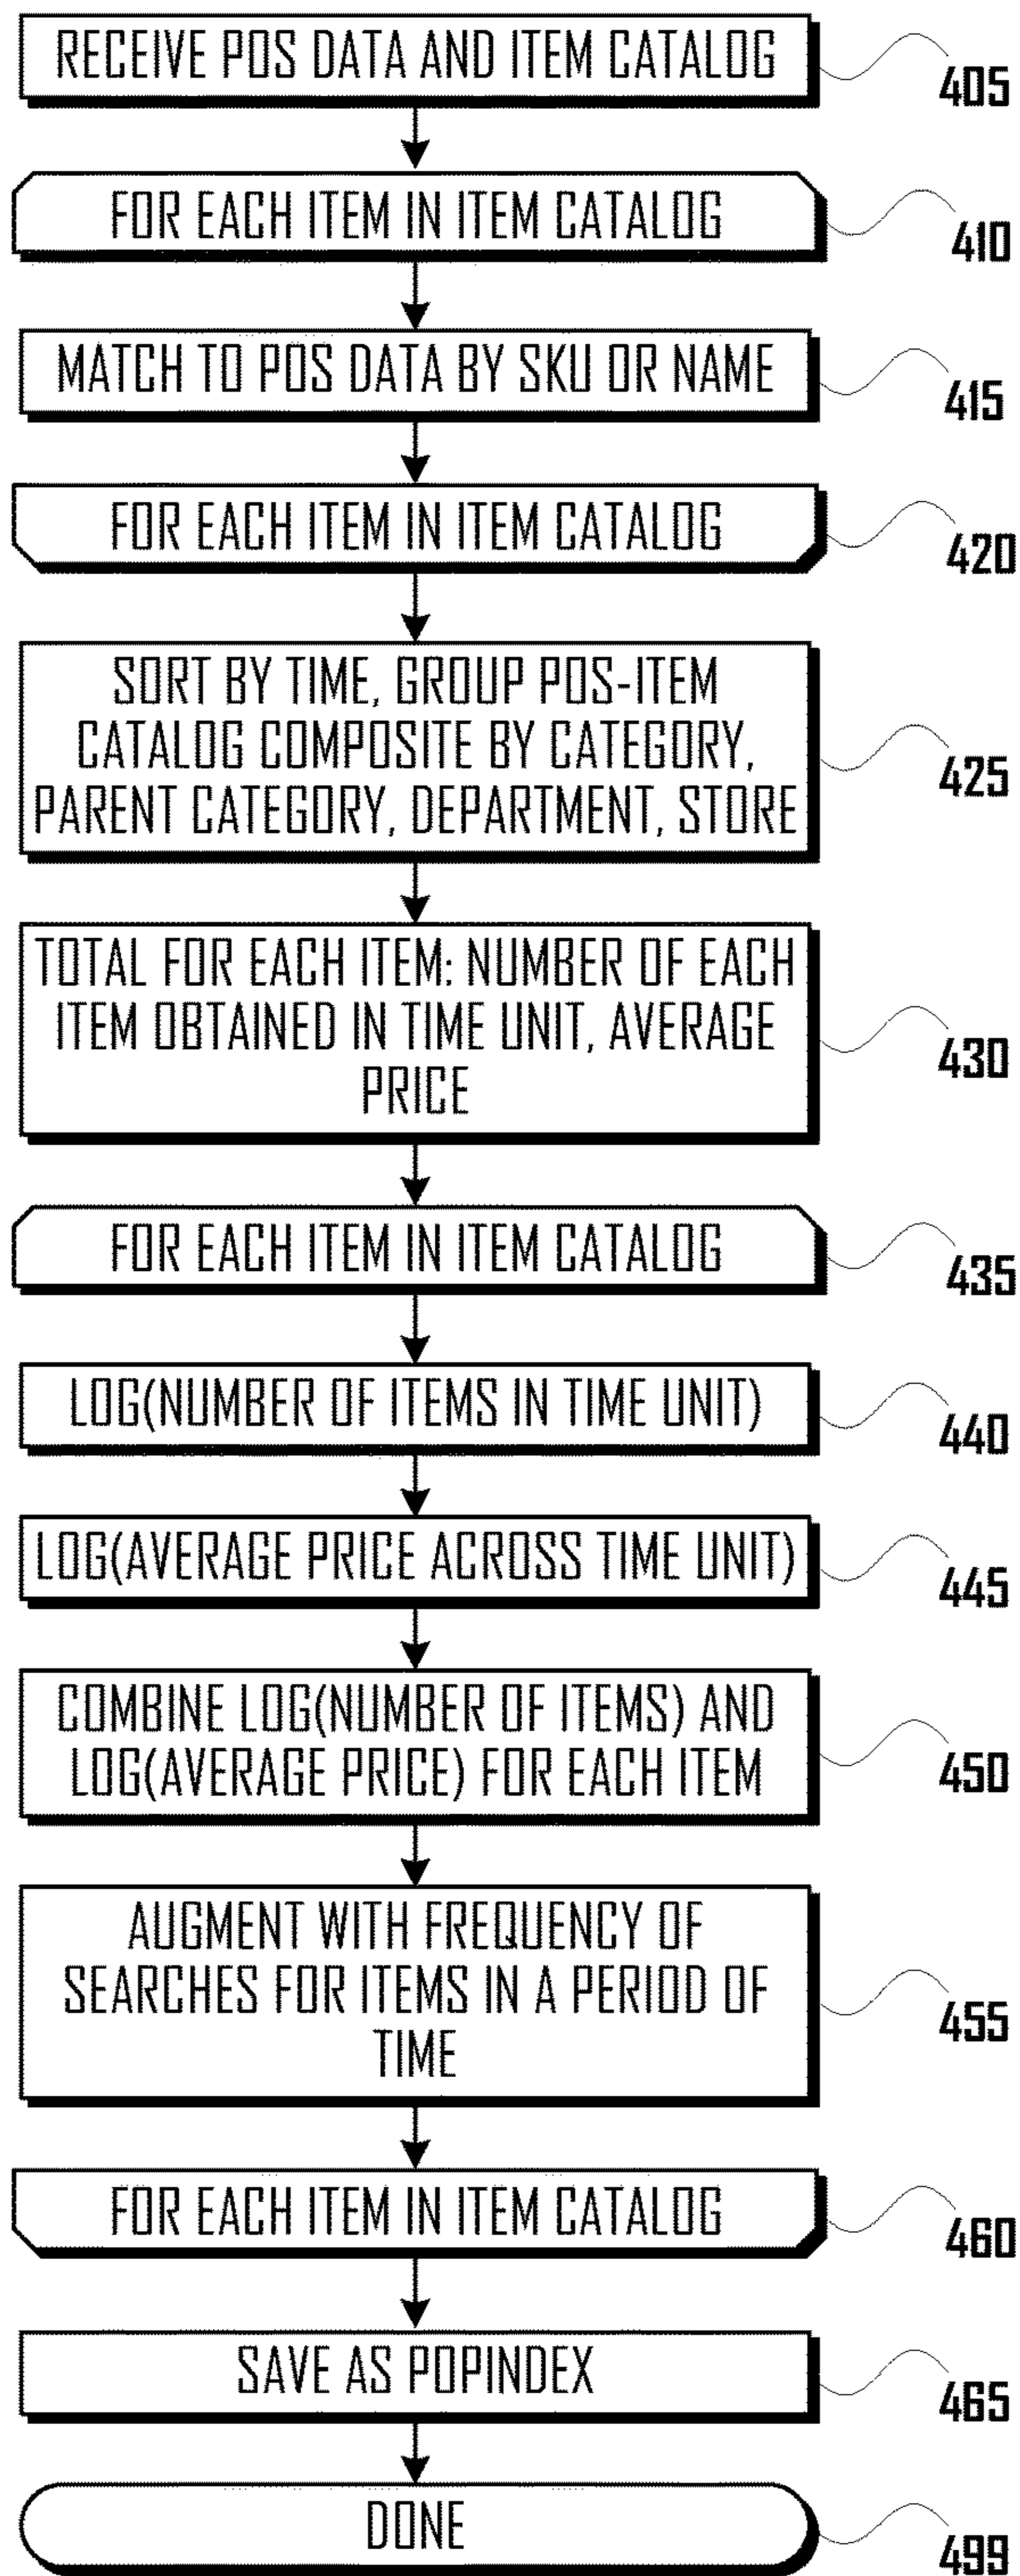 RECEIVE POS DATA AND ITEM CATALOG
405
FOR EACH ITEM IN ITEM CATALOG
410
MATCH TO POS DATA BY SKU OR NAME
415
FOR EACH ITEM IN ITEM CATALOG
420
SORT BY TIME, GROUP POS-ITEM
CATALOG COMPOSITE BY CATEGORY,
PARENT CATEGORY, DEPARTMENT, STORE
425
TOTAL FOR EACH ITEM: NUMBER OF EACH
ITEM OBTAINED IN TIME UNIT, AVERAGE
PRICE
430
FOR EACH ITEM IN ITEM CATALOG
435
LOG(NUMBER OF ITEMS IN TIME UNIT)
440
LOG(AVERAGE PRICE ACROSS TIME UNIT)
445
COMBINE LOG(NUMBER OF ITEMS) AND
LOG(AVERAGE PRICE) FOR EACH ITEM
450
AUGMENT WITH FREQUENCY OF
SEARCHES FOR ITEMS IN A PERIOD OF
TIME
455
FOR EACH ITEM IN ITEM CATALOG
460
SAVE AS POPINDEX
465
DONE
499